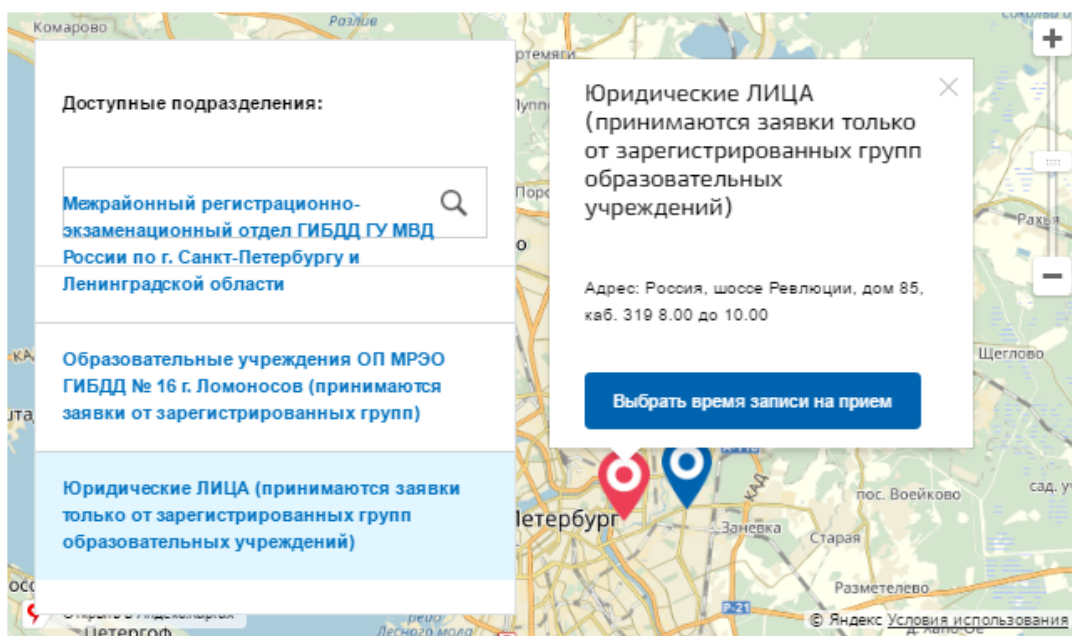 Комарово
Разлив
Доступные подразделения:
Межрайонный регистрационно-
экзаменационный отдел ГИБДД ГУ МВД
России по г. Санкт-Петербургу и
Ленинградской области
Образовательные учреждения ОП МРЭО
ГИБДД № 16 г. Ломоносов (принимаются
заявки от зарегистрированных групп)
Юридические ЛИЦА (принимаются заявки
только от зарегистрированных групп
образовательных учреждений)
Юридические ЛИЦА
(принимаются заявки только
от зарегистрированных групп
образовательных
учреждений)
Адрес: Россия, шоссе Ревлюции, дом 85,
каб. 319 8.00 до 10.00
Выбрать время записи на прием
Рахья
Щеглово
КАД
пос. Воейково
Заневка
Старая
Разметелево
Р-21
© Яндекс Условия использования
Петергоф